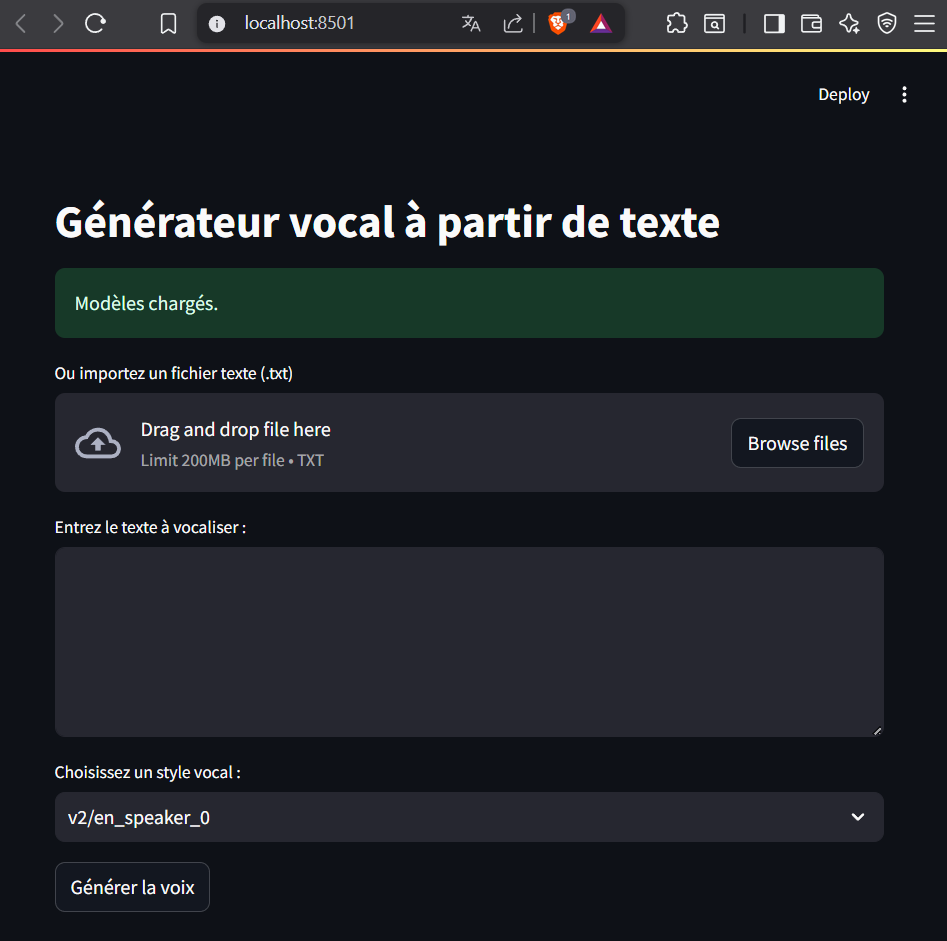 localhost:8501
1
Deploy
Générateur vocal à partir de texte
Modèles chargés.
Ou importez un fichier texte (.txt)
Drag and drop file here
Limit 200MB per file • TXT
Browse files
Entrez le texte à vocaliser :
Choisissez un style vocal :
v2/en_speaker_0
Générer la voix